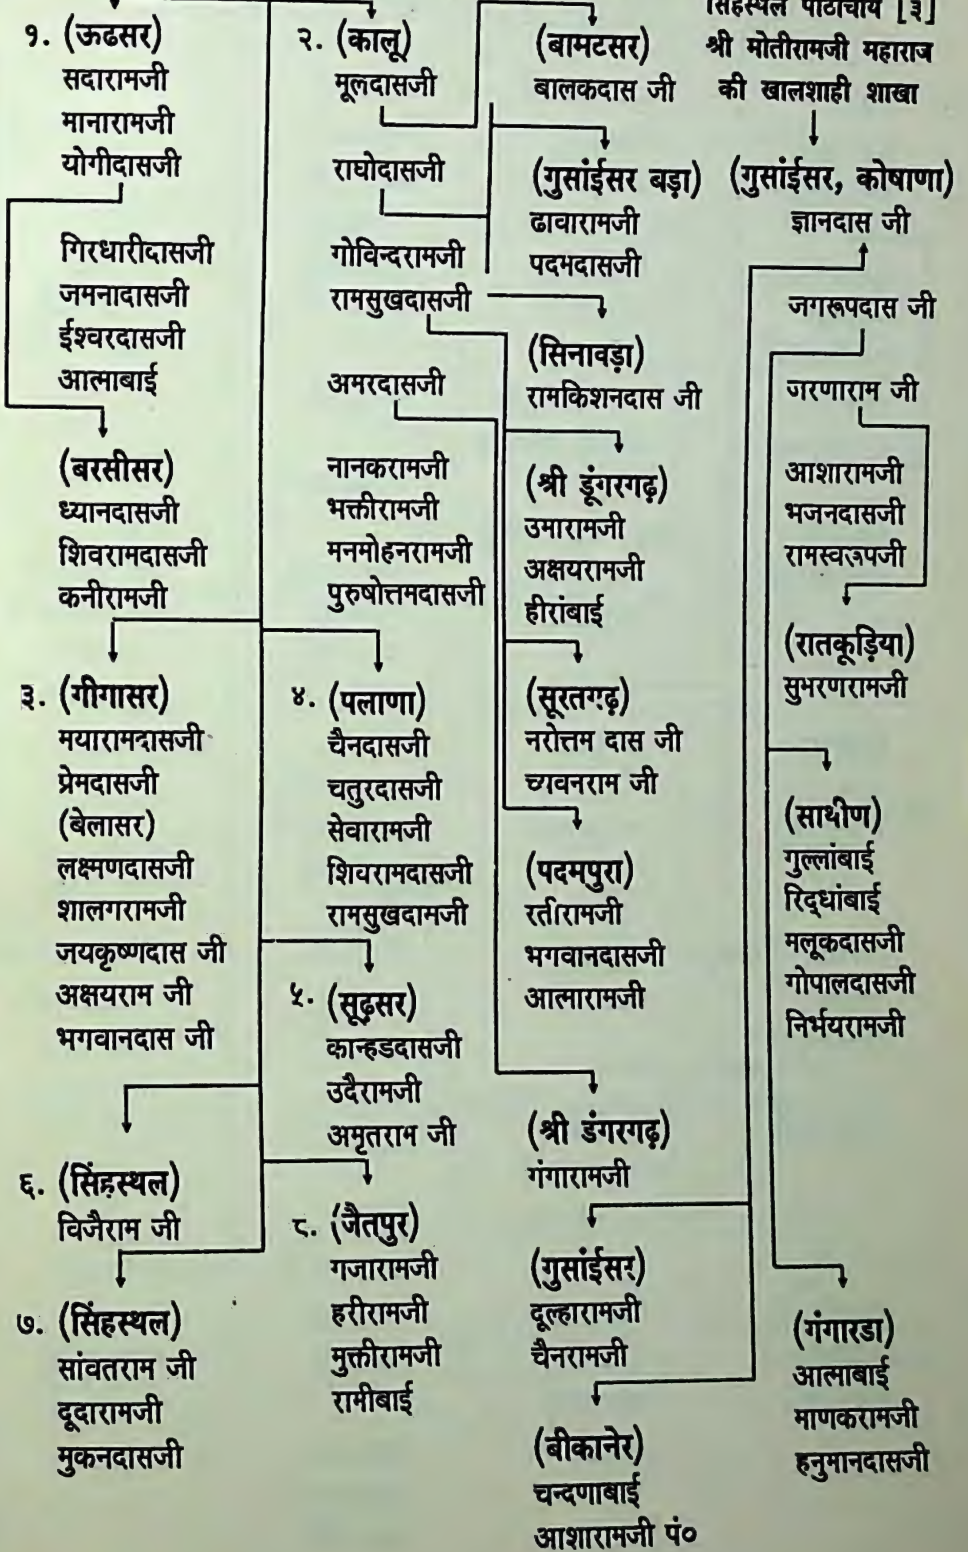 १. (ऊढसर)
सदारामजी
मानारामजी
योगीदासजी
गिरधारीदासजी
जमनादासजी
ईश्वरदासजी
आत्माबाई
(बरसीसर)
ध्यानदासजी
शिवरामदासजी
कनीरामजी
३. (गीगासर)
मयारामदासजी
प्रेमदासजी
(बेलासर)
लक्ष्मणदासजी
शालगरामजी
जयकृष्णदास जी
अक्षयराम जी
भगवानदास जी
६. (सिंहस्थल)
विजैराम जी
७. (सिंहस्थल)
सांवतराम जी
दूदारामजी
मुकनदासजी
२. (कालू)
मूलदासजी
राघोदासजी
गोविन्दरामजी
रामसुखदासजी
अमरदासजी
नानकरामजी
भक्तीरामजी
मनमोहनरामजी
पुरुषोत्तमदासजी
४. (पलाणा)
चैनदासजी
चतुरदासजी
सेवारामजी
शिवरामदासजी
रामसुखदामजी
५. (सूढ़सर)
कान्हडदासजी
उदैरामजी
अमृतराम जी
८. (जैतपुर)
गजारामजी
हरीरामजी
मुक्तीरामजी
रामीबाई
(बामटसर)
बालकदास जी
(गुसांईसर बड़ा)
ढावारामजी
पदमदासजी
(सिनावड़ा)
रामकिशनदास जी
(श्री डूंगरगढ़)
उमारामजी
अक्षयरामजी
हीरांबाई
(सूरतगढ़)
नरोत्तम दास जी
च्यवनराम जी
(पदमपुरा)
रतीरामजी
भगवानदासजी
आत्मारामजी
(श्री डंगरगढ़)
गंगारामजी
(गुसांईसर)
दूल्हारामजी
चैनरामजी
(बीकानेर)
चन्दणाबाई
आशारामजी पं०
सिंहस्थल पीठाचार्य [३]
श्री मोतीरामजी महाराज
की खालशाही शाखा
(गुसांईसर, कोषाणा)
ज्ञानदास जी
जगरूपदास जी
जरणाराम जी
आशारामजी
भजनदासजी
रामस्वरूपजी
(रातकूड़िया)
सुभरणरामजी
(साथीण)
गुल्लांबाई
रिद्धांबाई
मलूकदासजी
गोपालदासजी
निर्भयरामजी
(गंगारडा)
आत्माबाई
माणकरामजी
हनुमानदासजी